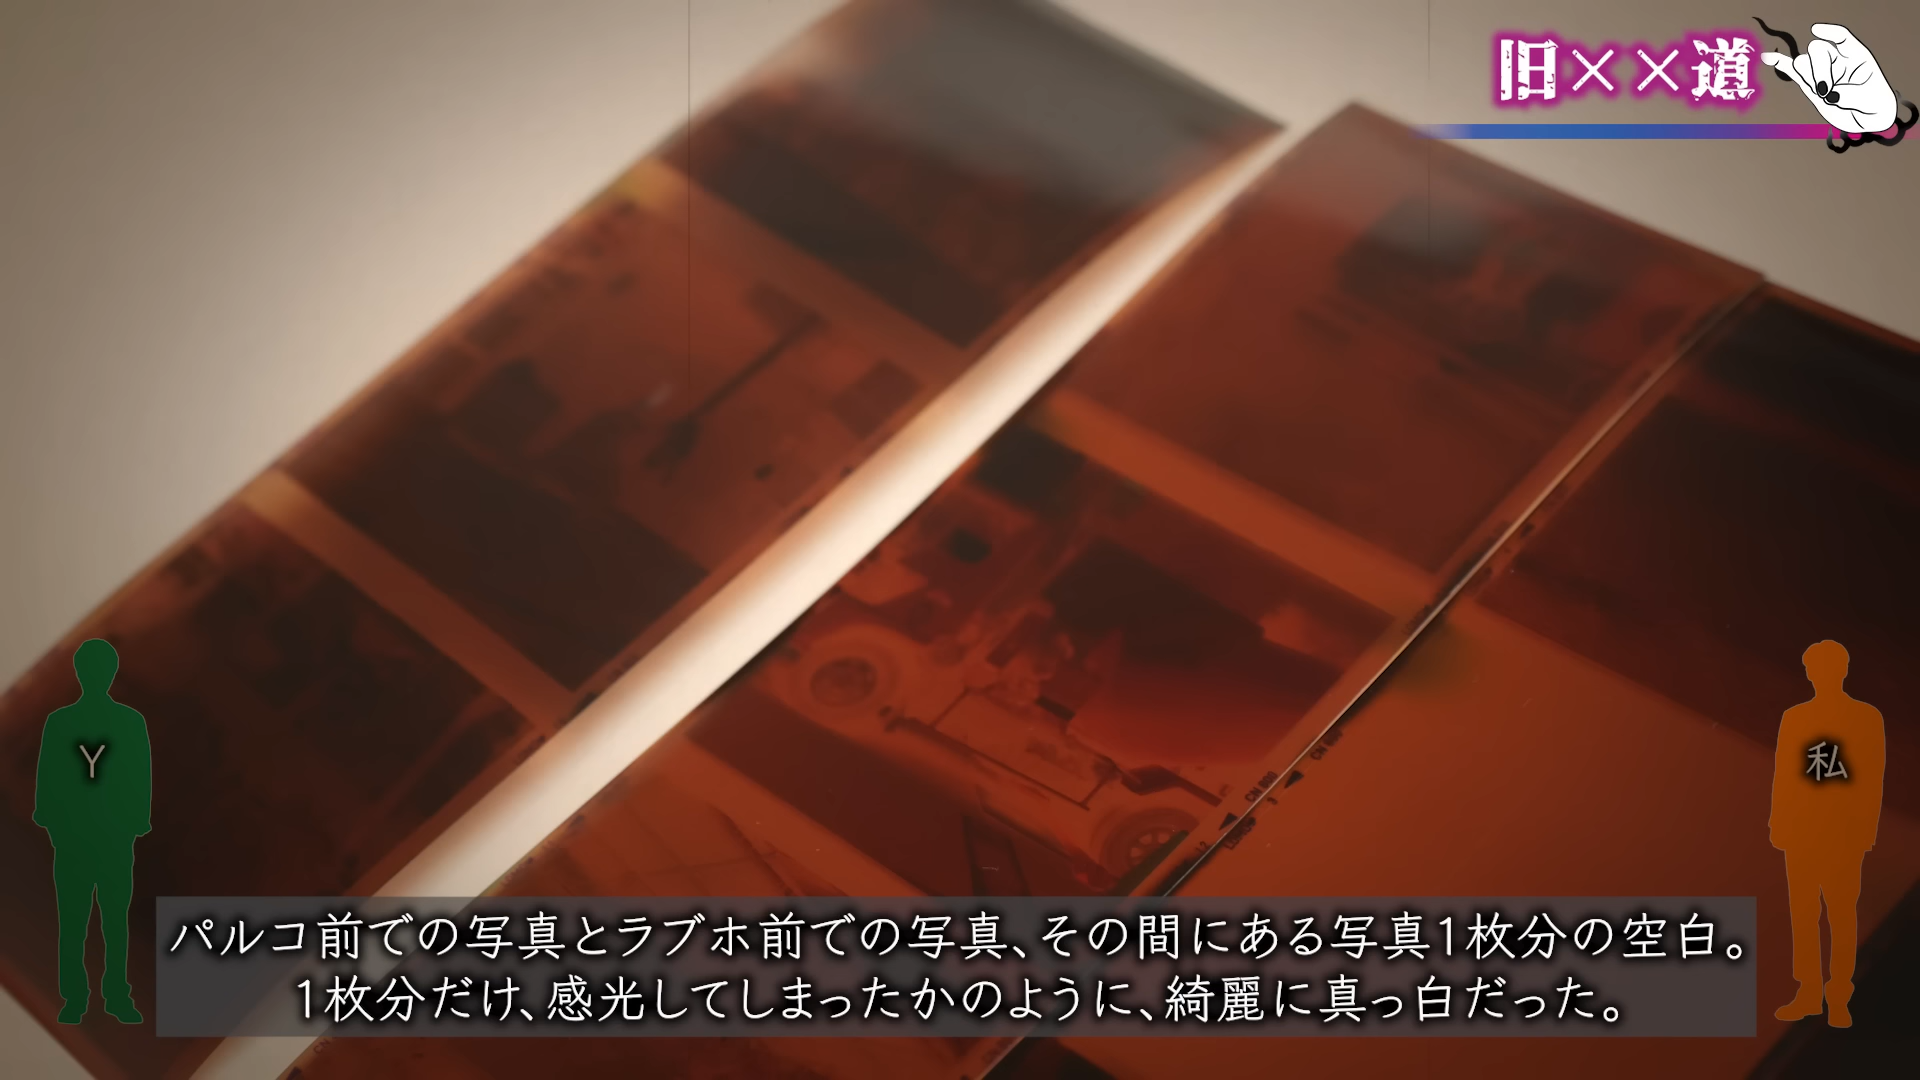 旧××道
Y
私
パルコ前での写真とラブホ前での写真、その間にある写真1枚分の空白。
1枚分だけ、感光してしまったかのように、綺麗に真っ白だった。